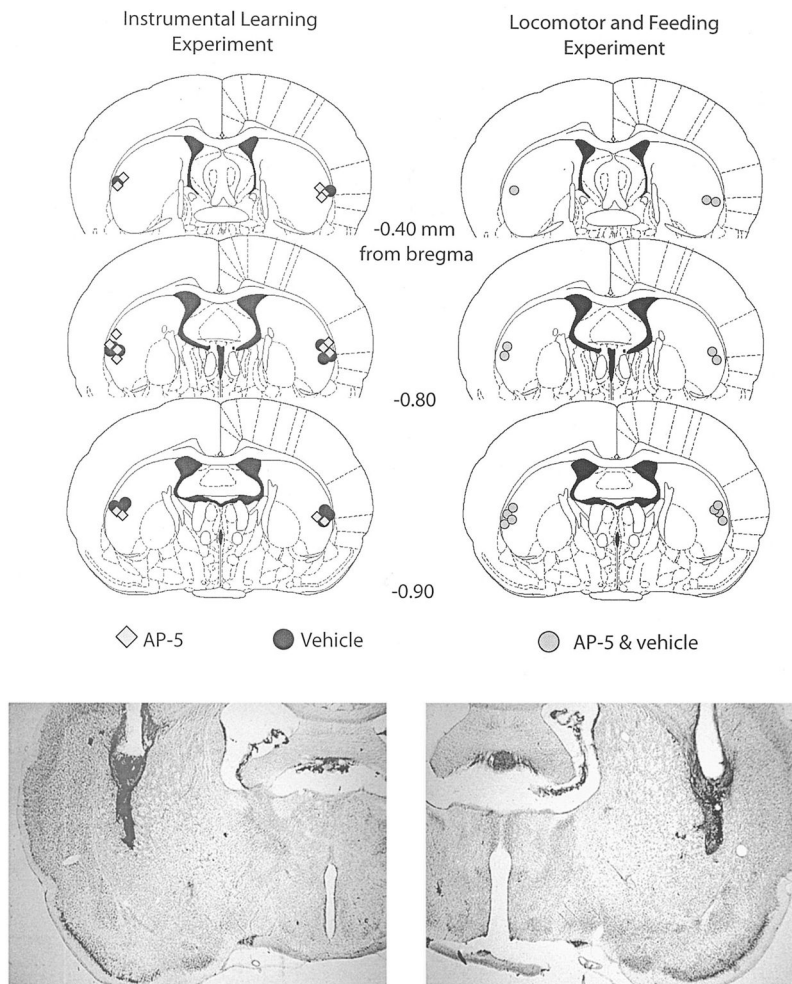 Instrumental Learning
Experiment
Locomotor and Feeding
Experiment
-0.40 mm
from bregma
-0.80
-0.90
AP-5
Vehicle
AP-5 & vehicle